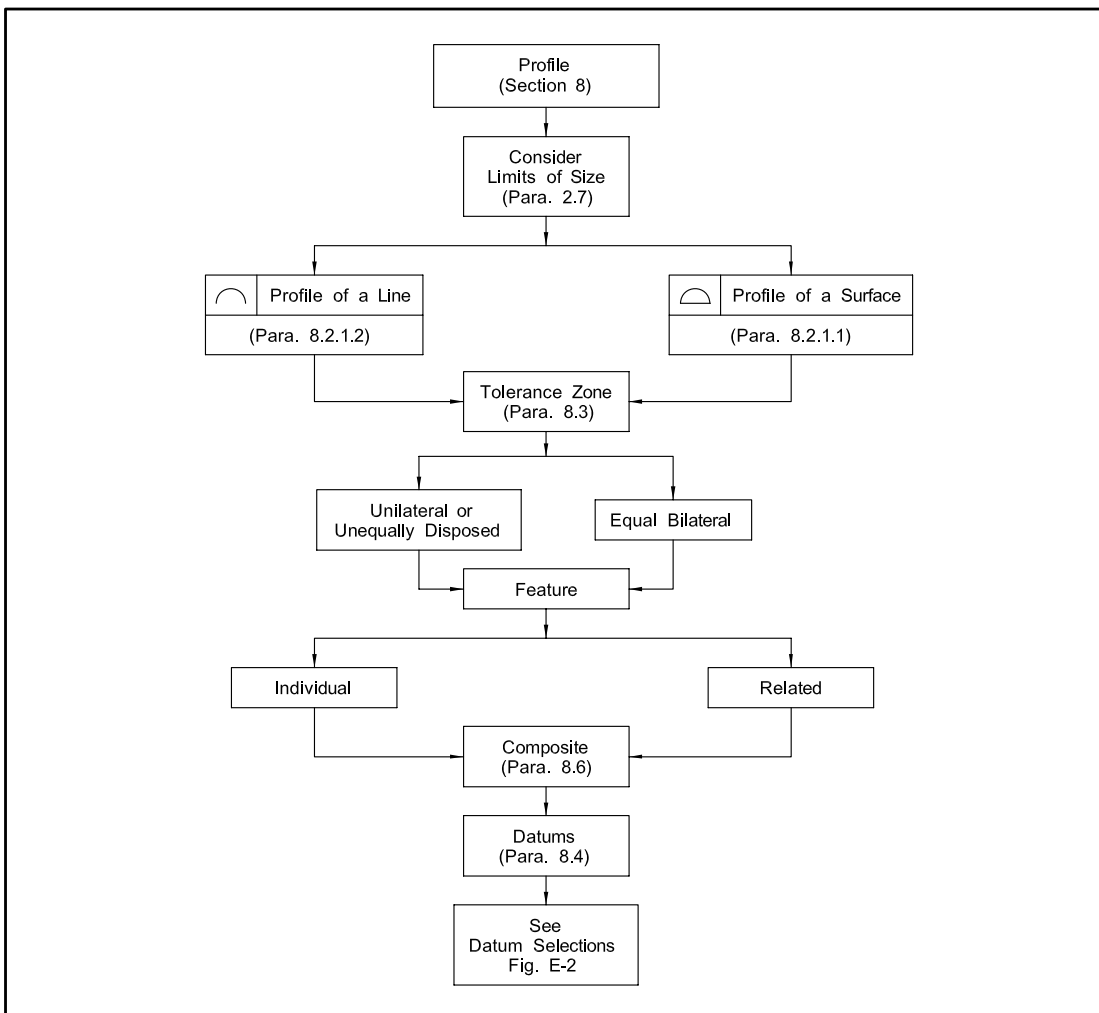 Profile
(Section 8)
Consider
Limits of Size
(Para. 2.7)
Profile of a Line
(Para. 8.2.1.2)
Profile of a Surface
(Para. 8.2.1.1)
Tolerance Zone
(Para. 8.3)
Unilateral or
Unequally Disposed
Equal Bilateral
Feature
Individual
Related
Composite
(Para. 8.6)
Datums
(Para. 8.4)
See
Datum Selections
Fig. E-2